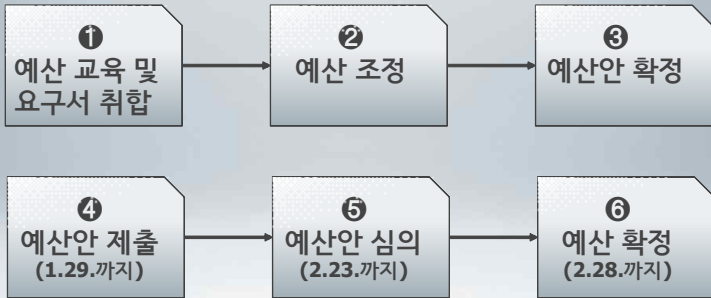 ❶
예산 교육 및
요구서 취합
❷
예산 조정
❸
예산안 확정
❹
예산안 제출
(1.29.까지)
❺
예산안 심의
(2.23.까지)
❻
예산 확정
(2.28.까지)